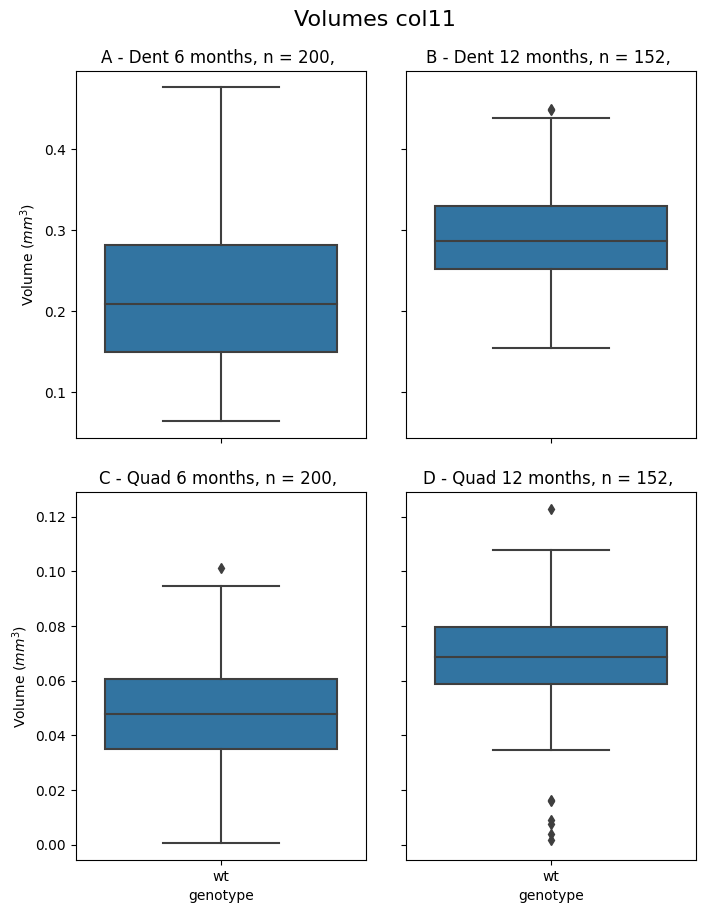 Volumes col11
A - Dent 6 months, n = 200,
B - Dent 12 months, n = 152,
Volume (mm³)
0.4
0.3
0.2
0.1
C - Quad 6 months, n = 200,
D - Quad 12 months, n = 152,
Volume (mm³)
0.12
0.10
0.08
0.06
0.04
0.02
0.00
wt
genotype
wt
genotype